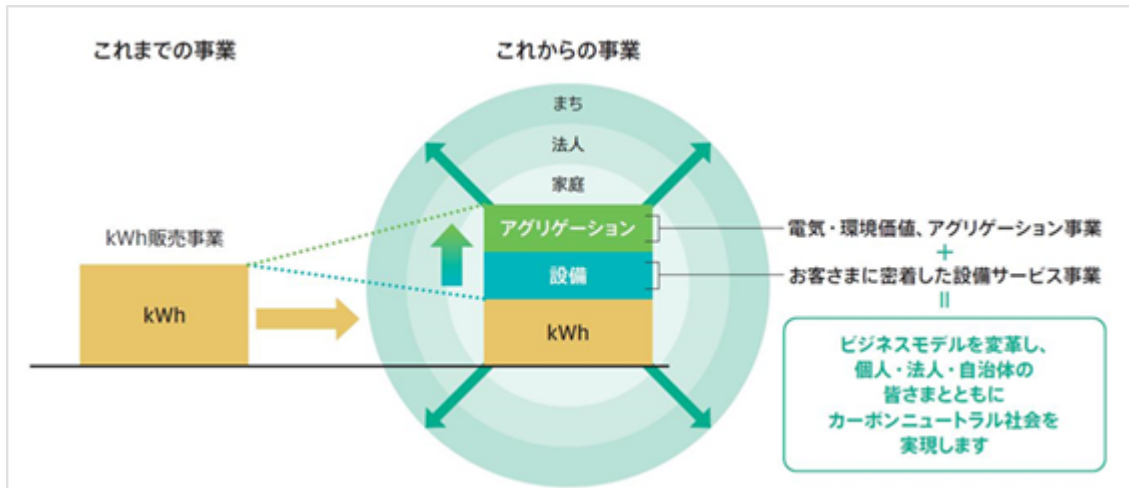 これまでの事業
これからの事業
まち
法人
家庭
kWh販売事業
アグリゲーション
電気・環境価値、アグリゲーション事業
+
設備
お客さまに密着した設備サービス事業
=
kWh
kWh
ビジネスモデルを変革し、
個人・法人・自治体の
皆さまとともに
カーボンニュートラル社会を
実現します